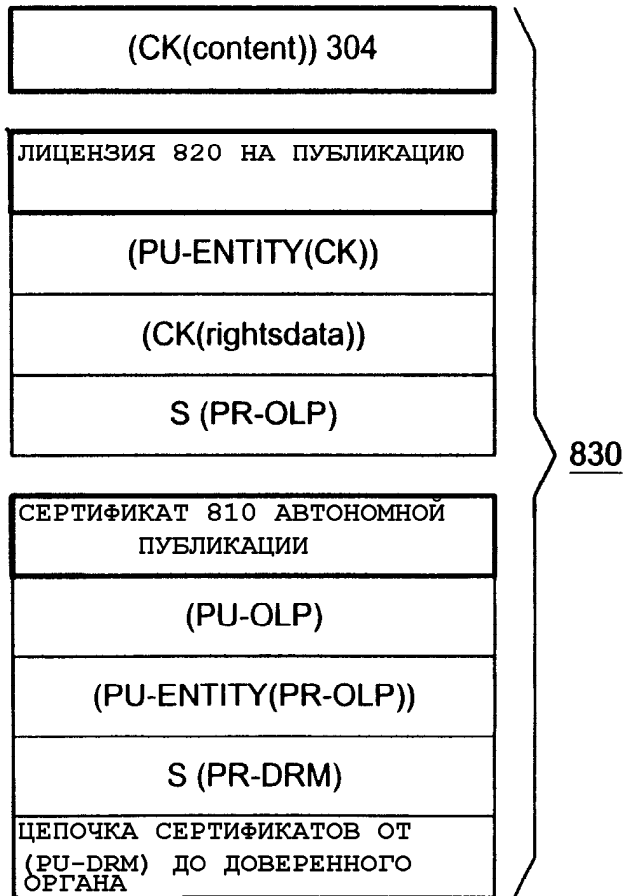 (CK(content)) 304
ЛИЦЕНЗИЯ 820 НА ПУБЛИКАЦИЮ
(PU-ENTITY(CK))
(CK(rightsdata))
S (PR-OLP)
830
СЕРТИФИКАТ 810 АВТОНОМНОЙ
ПУБЛИКАЦИИ
(PU-OLP)
(PU-ENTITY(PR-OLP))
S (PR-DRM)
ЦЕПОЧКА СЕРТИФИКАТОВ ОТ
(PU-DRM) ДО ДОВЕРЕННОГО
ОРГАНА